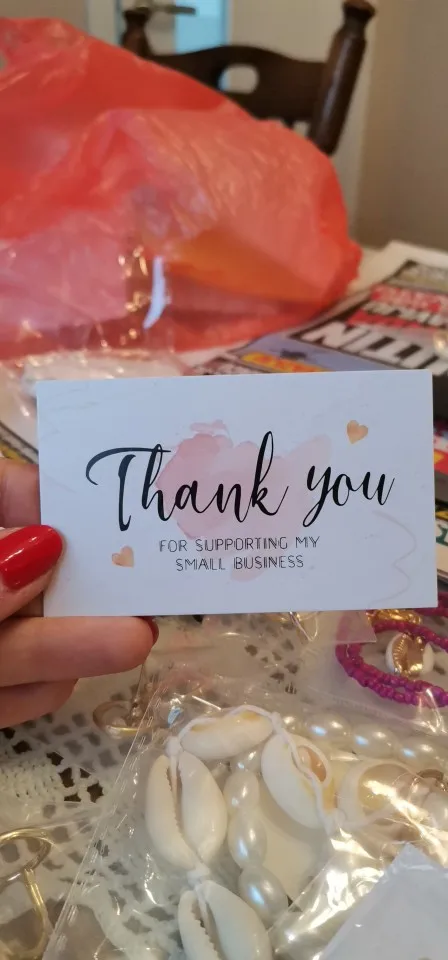 Thank you
FOR SUPPORTING MY
SMALL BUSINESS